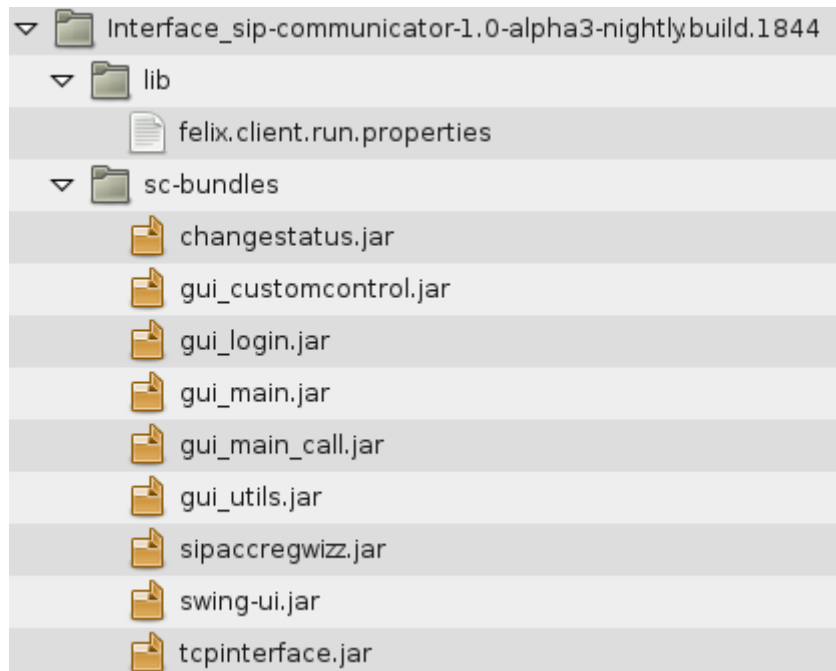 Interface_sip-communicator-1.0-alpha3-nightly.build.1844
lib
felix.client.run.properties
sc-bundles
changestatus.jar
gui_customcontrol.jar
gui_login.jar
gui_main.jar
gui_main_call.jar
gui_utils.jar
sipaccregwizz.jar
swing-ui.jar
tcpinterface.jar